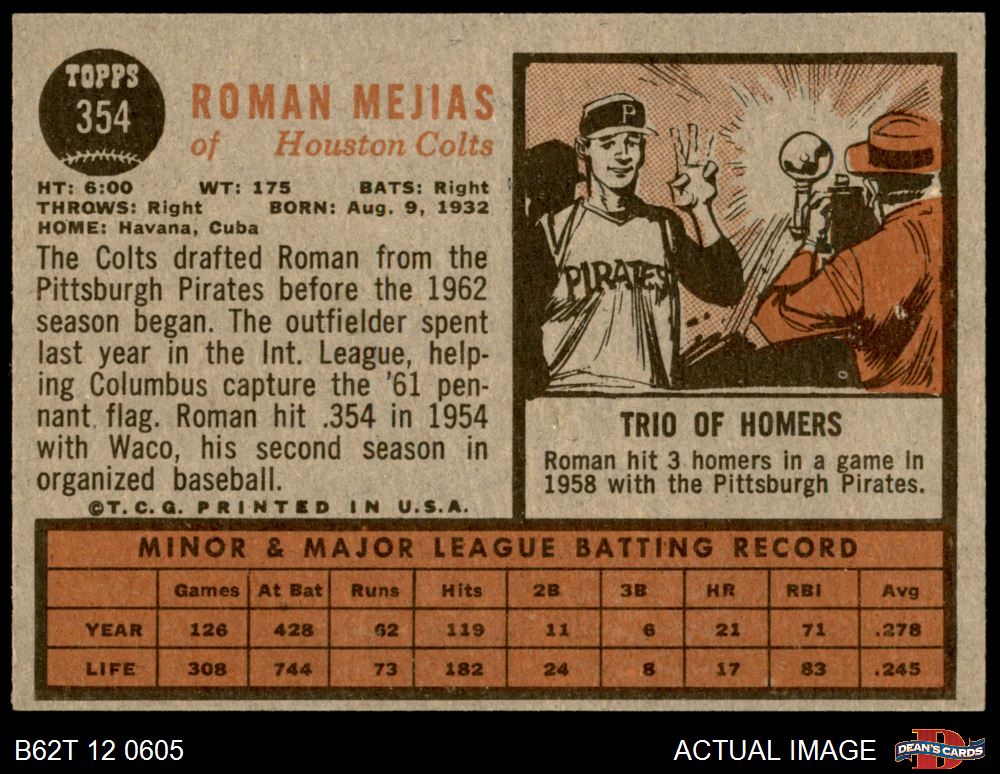 TOPPS
354
ROMAN MEJIAS
of Houston Colts
HT: 6:00 WT: 175 BATS: Right
THROWS: Right BORN: Aug. 9, 1932
HOME: Havana, Cuba
The Colts drafted Roman from the
Pittsburgh Pirates before the 1962
season began. The outfielder spent
last year in the Int. League, help-
ing Columbus capture the '61 pen-
nant flag. Roman hit .354 in 1954
with Waco, his second season in
organized baseball.
©T.C.G. PRINTED IN U.S.A.
P
PIRATES
TRIO OF HOMERS
Roman hit 3 homers in a game in
1958 with the Pittsburgh Pirates.
MINOR & MAJOR LEAGUE BATTING RECORD
Games At Bat Runs Hits 2B 3B HR RBI Avg
YEAR 126 428 62 119 11 6 21 71 .278
LIFE 308 744 73 182 24 8 17 83 .245
B62T 12 0605
ACTUAL IMAGE
D
DEAN'S CARDS